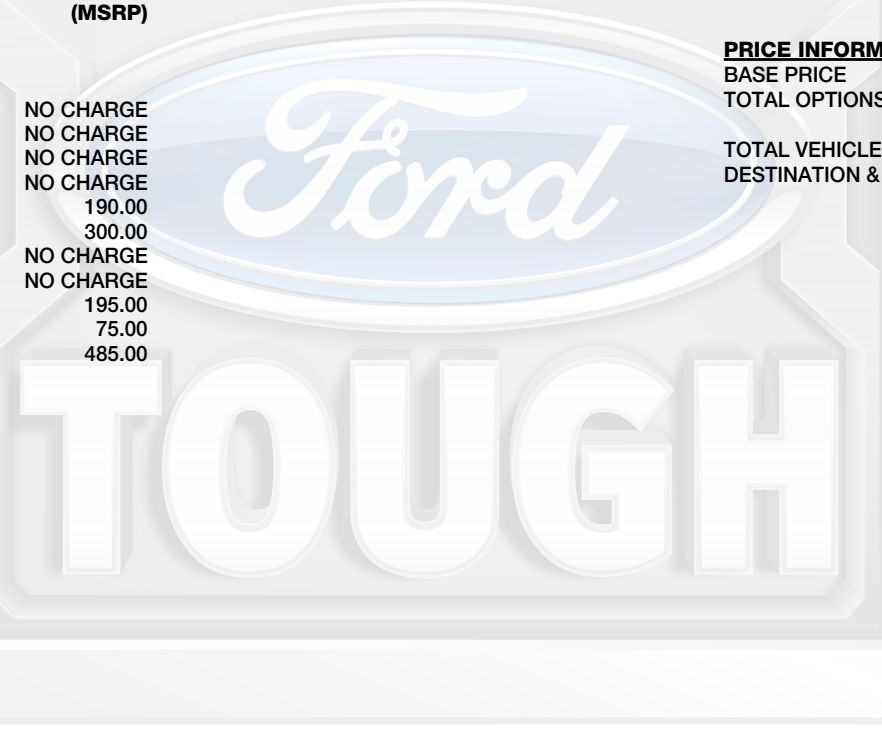 (MSRP)
NO CHARGE
NO CHARGE
NO CHARGE
NO CHARGE
190.00
300.00
NO CHARGE
NO CHARGE
195.00
75.00
485.00
PRICE INFORM
BASE PRICE
TOTAL OPTIONS
TOTAL VEHICLE
DESTINATION &
Ford
TOUGH